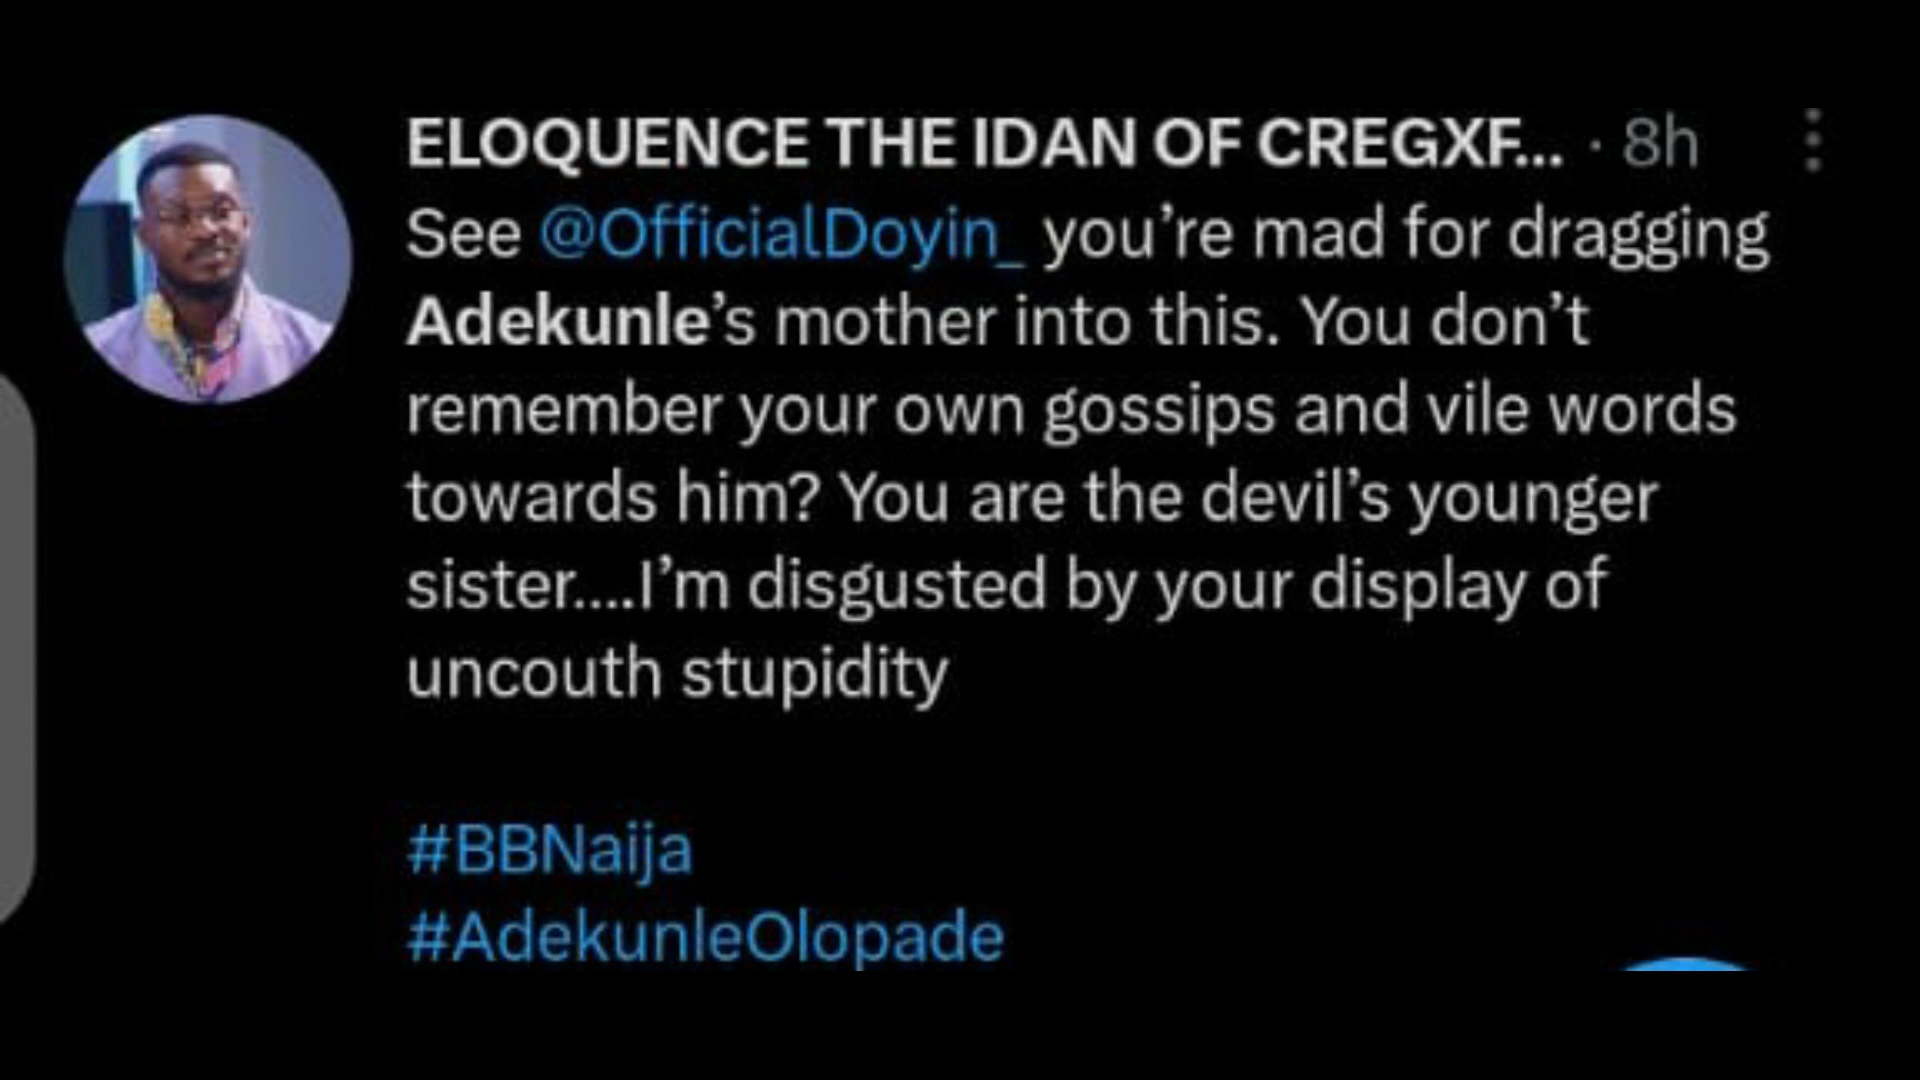 ELOQUENCE THE IDAN OF CREGXF... · 8h
See @OfficialDoyin_ you’re mad for dragging
Adekunle’s mother into this. You don’t
remember your own gossips and vile words
towards him? You are the devil’s younger
sister....I’m disgusted by your display of
uncouth stupidity
#BBNaija
#AdekunleOlopade